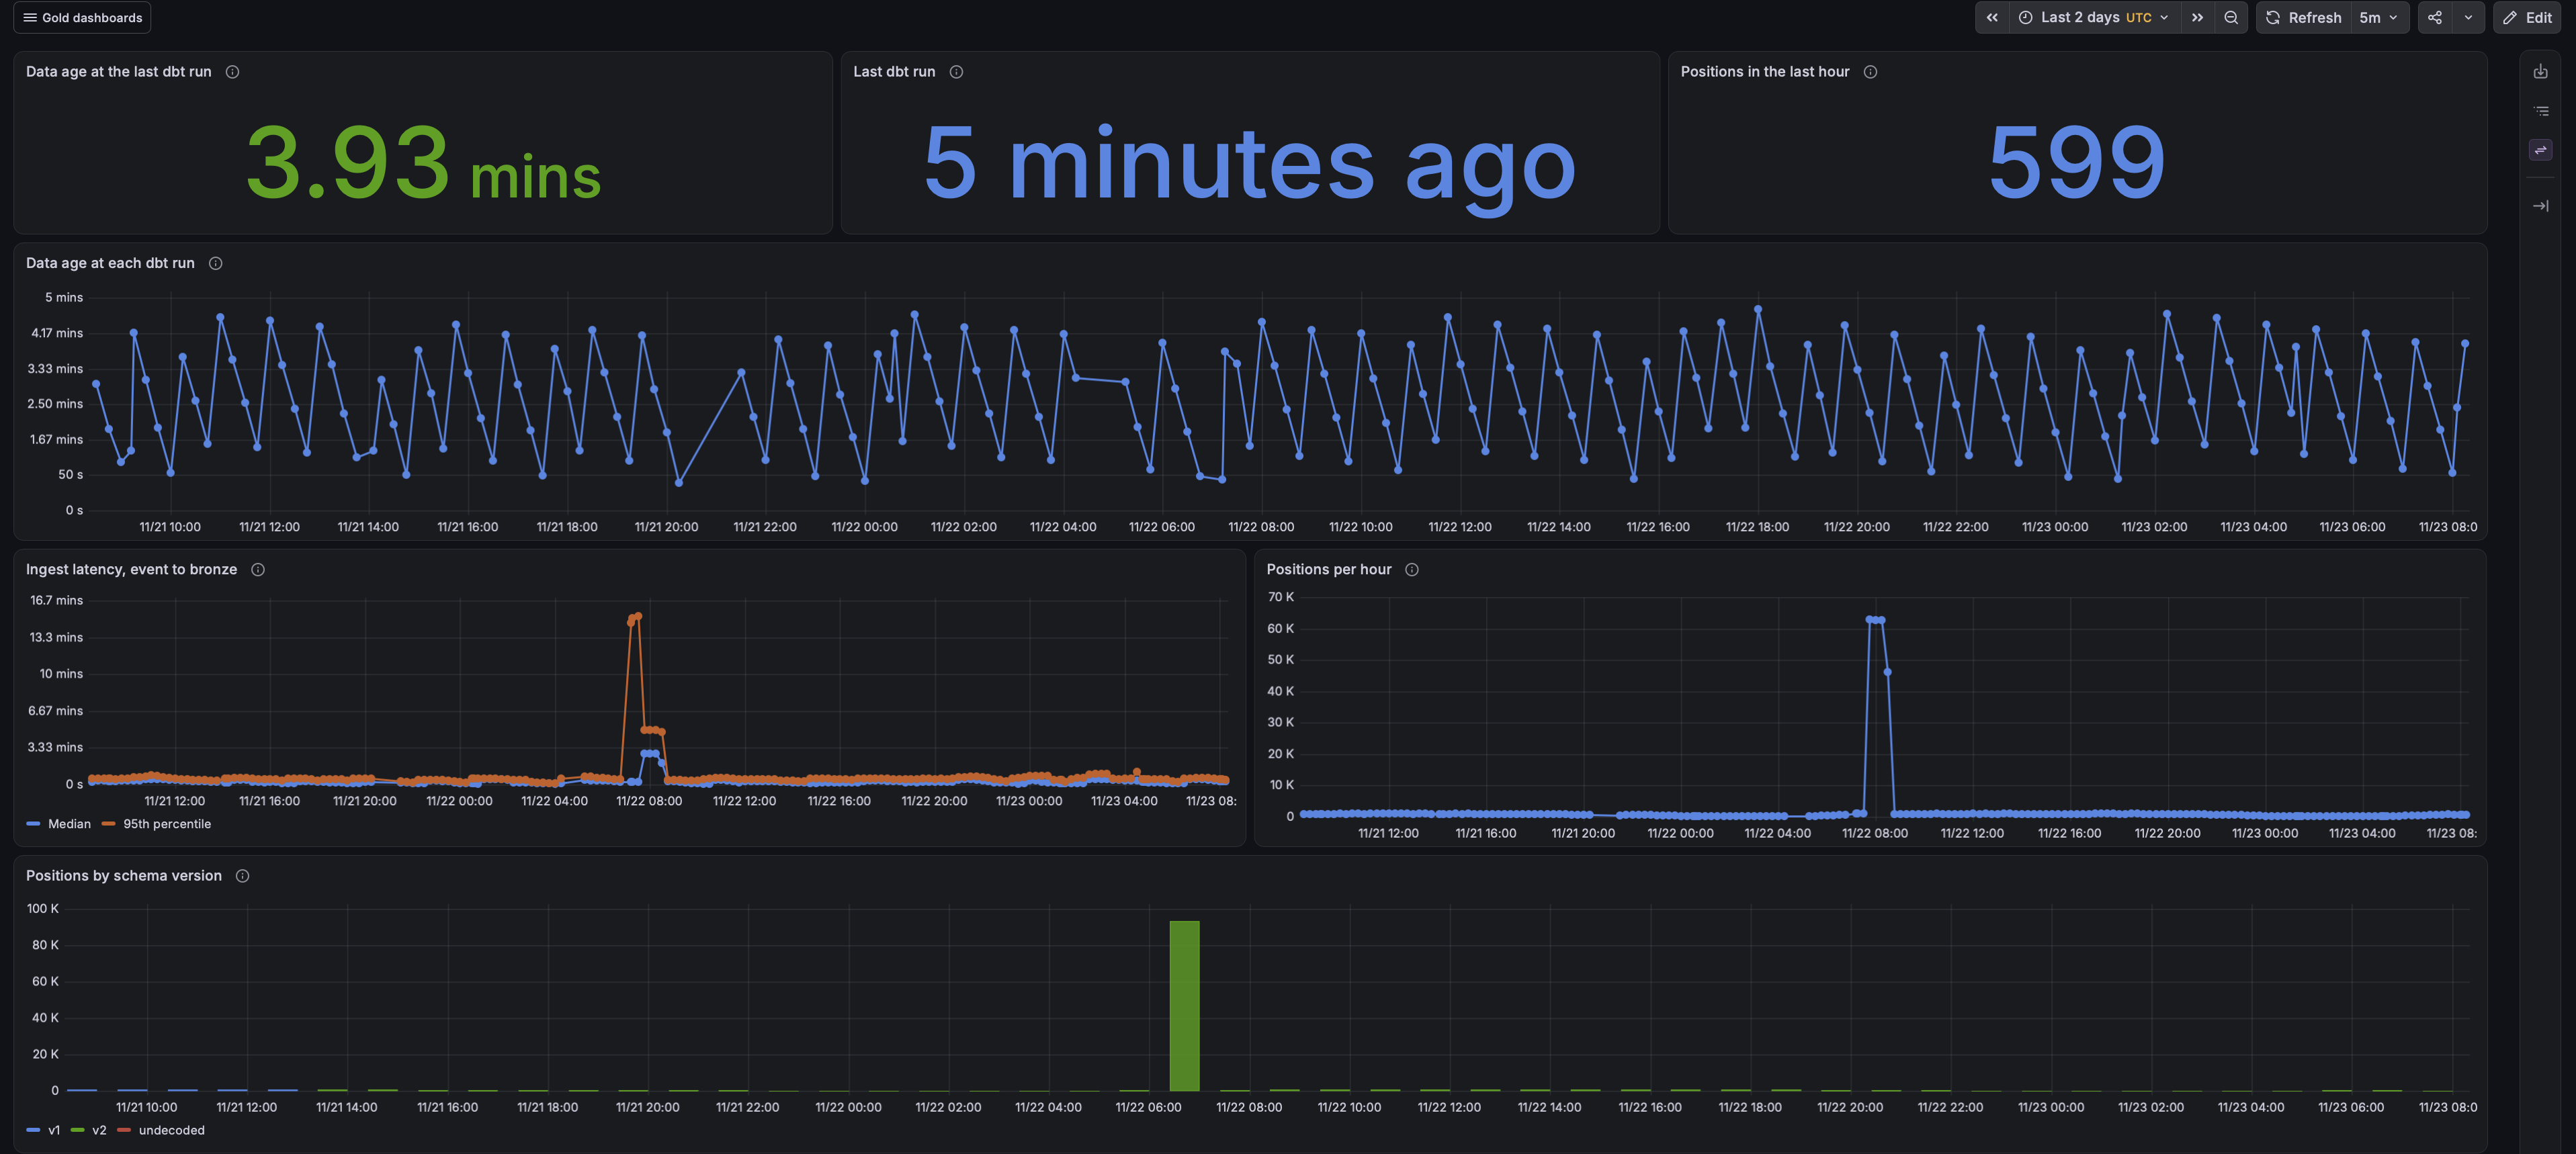 Gold dashboards
Last 2 days UTC
Refresh
5m
Edit
Data age at the last dbt run
3.93 mins
Last dbt run
5 minutes ago
Positions in the last hour
599
Data age at each dbt run
5 mins
4.17 mins
3.33 mins
2.50 mins
1.67 mins
50 s
0 s
11/21 10:00 11/21 12:00 11/21 14:00 11/21 16:00 11/21 18:00 11/21 20:00 11/21 22:00 11/22 00:00 11/22 02:00 11/22 04:00 11/22 06:00 11/22 08:00 11/22 10:00 11/22 12:00 11/22 14:00 11/22 16:00 11/22 18:00 11/22 20:00 11/22 22:00 11/23 00:00 11/23 02:00 11/23 04:00 11/23 06:00 11/23 08:0
Ingest latency, event to bronze
16.7 mins
13.3 mins
10 mins
6.67 mins
3.33 mins
0 s
11/21 12:00 11/21 16:00 11/21 20:00 11/22 00:00 11/22 04:00 11/22 08:00 11/22 12:00 11/22 16:00 11/22 20:00 11/23 00:00 11/23 04:00 11/23 08:
Median 95th percentile
Positions per hour
70 K
60 K
50 K
40 K
30 K
20 K
10 K
0
11/21 12:00 11/21 16:00 11/21 20:00 11/22 00:00 11/22 04:00 11/22 08:00 11/22 12:00 11/22 16:00 11/22 20:00 11/23 00:00 11/23 04:00 11/23 08:
Positions by schema version
100 K
80 K
60 K
40 K
20 K
0
11/21 10:00 11/21 12:00 11/21 14:00 11/21 16:00 11/21 18:00 11/21 20:00 11/21 22:00 11/22 00:00 11/22 02:00 11/22 04:00 11/22 06:00 11/22 08:00 11/22 10:00 11/22 12:00 11/22 14:00 11/22 16:00 11/22 18:00 11/22 20:00 11/22 22:00 11/23 00:00 11/23 02:00 11/23 04:00 11/23 06:00 11/23 08:0
v1 v2 undecoded